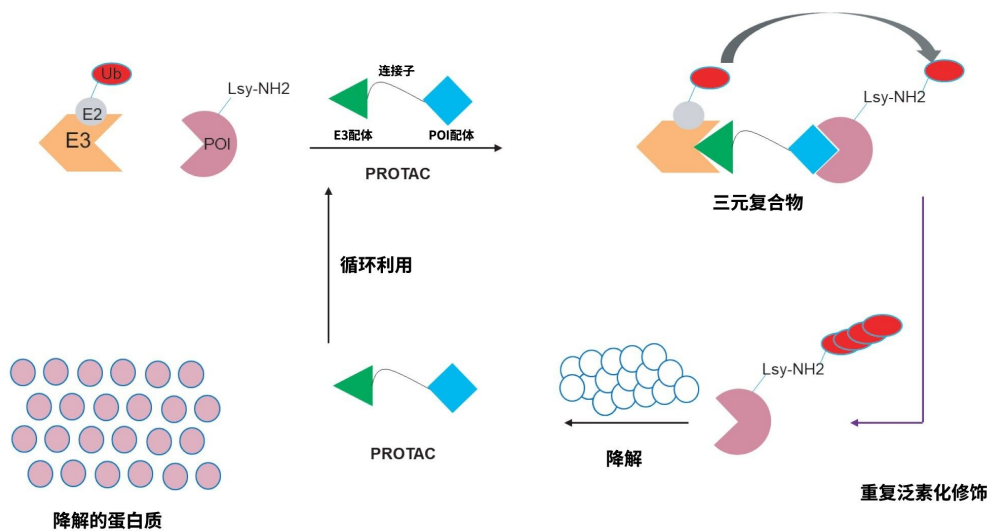 Ub
E2
E3
Lsy-NH2
POI
连接子
E3配体
POI配体
PROTAC
Lsy-NH2
三元复合物
循环利用
Lsy-NH2
PROTAC
降解
重复泛素化修饰
降解的蛋白质